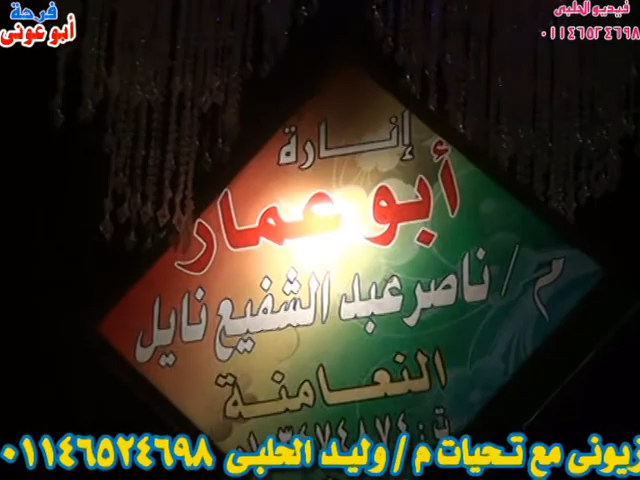 فرحة
أبو عونى
فيديو الحلبى
٠١١٤٦٥٢٤٦٩٨
إنارة
أبو عمار
م / ناصر عبد الشفيع نايل
النعامنة
زيونى مع تحيات م / وليد الحلبى ٠١١٤٦٥٢٤٦٩٨